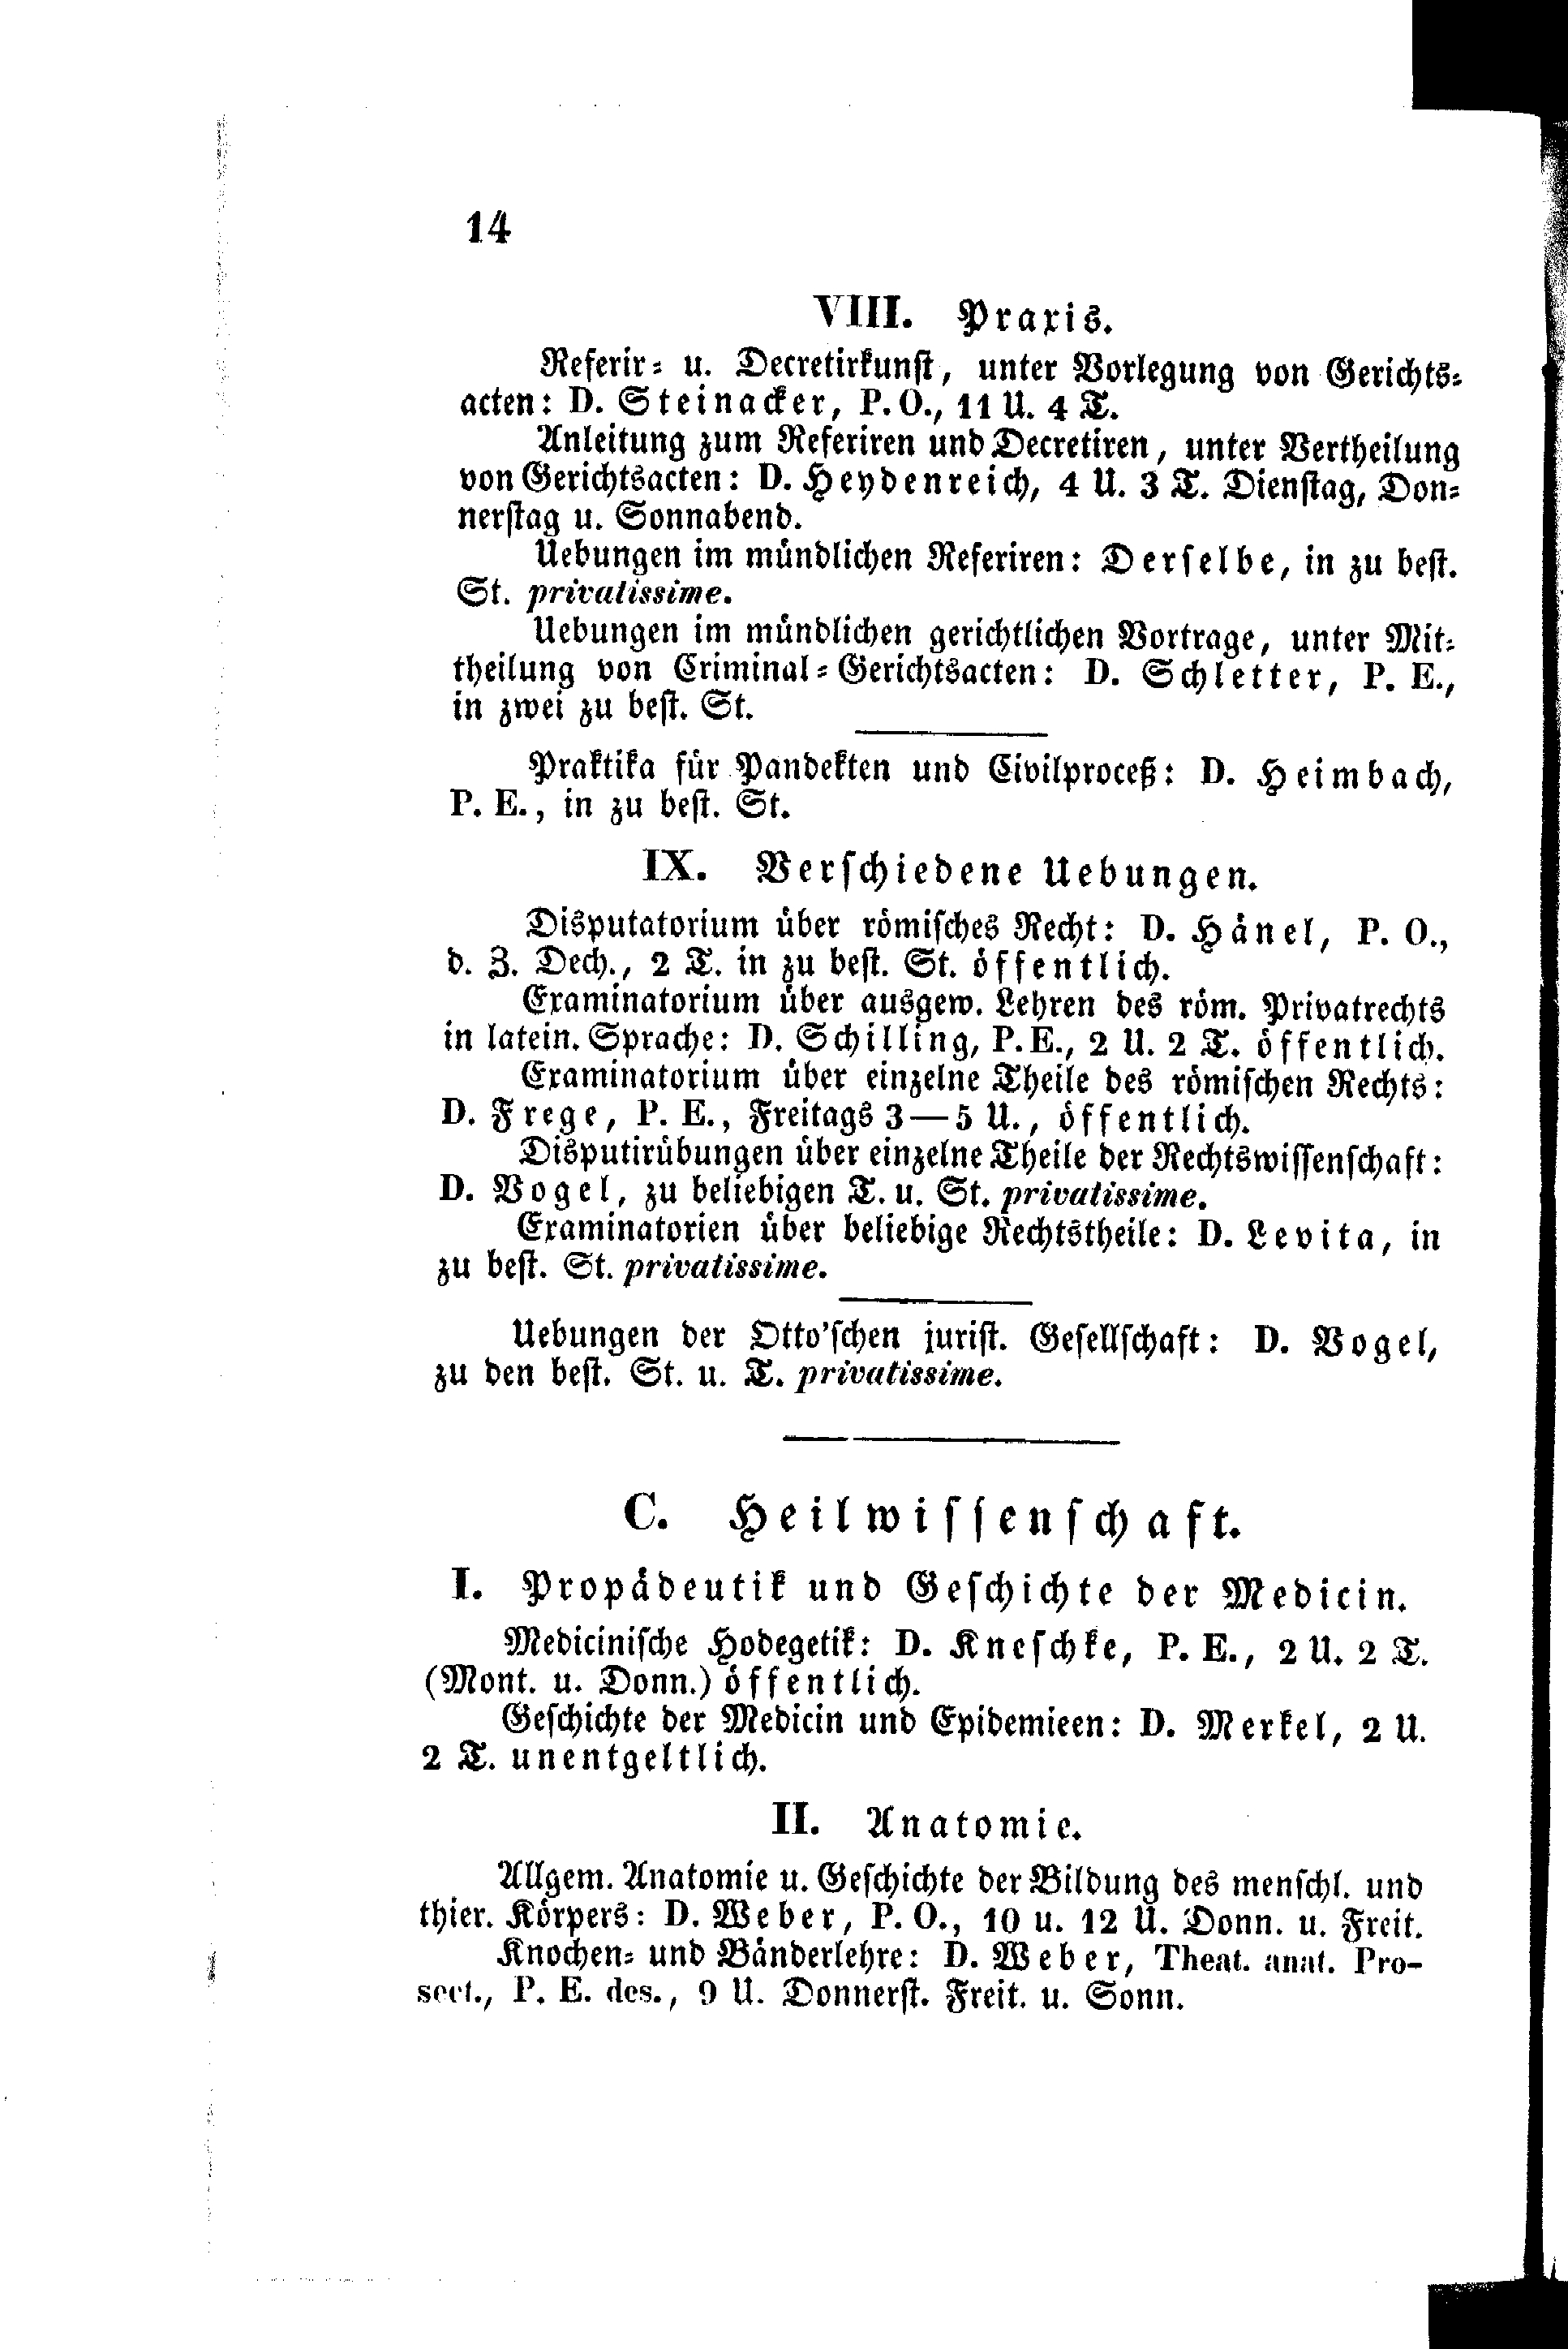 14
VIII. Praxis.
Referir- u. Decretirkunst, unter Vorlegung von Gerichts-
acten: D. Steinacker, P. O., 11 U. 4 T.
Anleitung zum Referiren und Decretiren, unter Vertheilung
von Gerichtsacten: D. Heydenreich, 4 U. 3 T. Dienstag, Don-
nerstag u. Sonnabend.
Uebungen im mündlichen Referiren: Derselbe, in zu best.
St. privatissime.
Uebungen im mündlichen gerichtlichen Vortrage, unter Mit-
theilung von Criminal-Gerichtsacten: D. Schletter, P. E.,
in zwei zu best. St.
Praktika für Pandekten und Civilproceß: D. Heimbach,
P. E., in zu best. St.
IX. Verschiedene Uebungen.
Disputatorium über römisches Recht: D. Hänel, P. O.,
d. Z. Dech., 2 T. in zu best. St. öffentlich.
Examinatorium über ausgew. Lehren des röm. Privatrechts
in latein. Sprache: D. Schilling, P. E., 2 U. 2 T. öffentlich.
Examinatorium über einzelne Theile des römischen Rechts:
D. Frege, P. E., Freitags 3—5 U., öffentlich.
Disputirübungen über einzelne Theile der Rechtswissenschaft:
D. Vogel, zu beliebigen T. u. St. privatissime.
Examinatorien über beliebige Rechtstheile: D. Levita, in
zu best. St. privatissime.
Uebungen der Otto'schen jurist. Gesellschaft: D. Vogel,
zu den best. St. u. T. privatissime.
C. Heilwissenschaft.
I. Propädeutik und Geschichte der Medicin.
Medicinische Hodegetik: D. Kneschke, P. E., 2 U. 2 T.
(Mont. u. Donn.) öffentlich.
Geschichte der Medicin und Epidemieen: D. Merkel, 2 U.
2 T. unentgeltlich.
II. Anatomie.
Allgem. Anatomie u. Geschichte der Bildung des menschl. und
thier. Körpers: D. Weber, P. O., 10 u. 12 U. Donn. u. Freit.
Knochen- und Bänderlehre: D. Weber, Theat. anat. Pro-
sect., P. E. des., 9 U. Donnerst. Freit. u. Sonn.